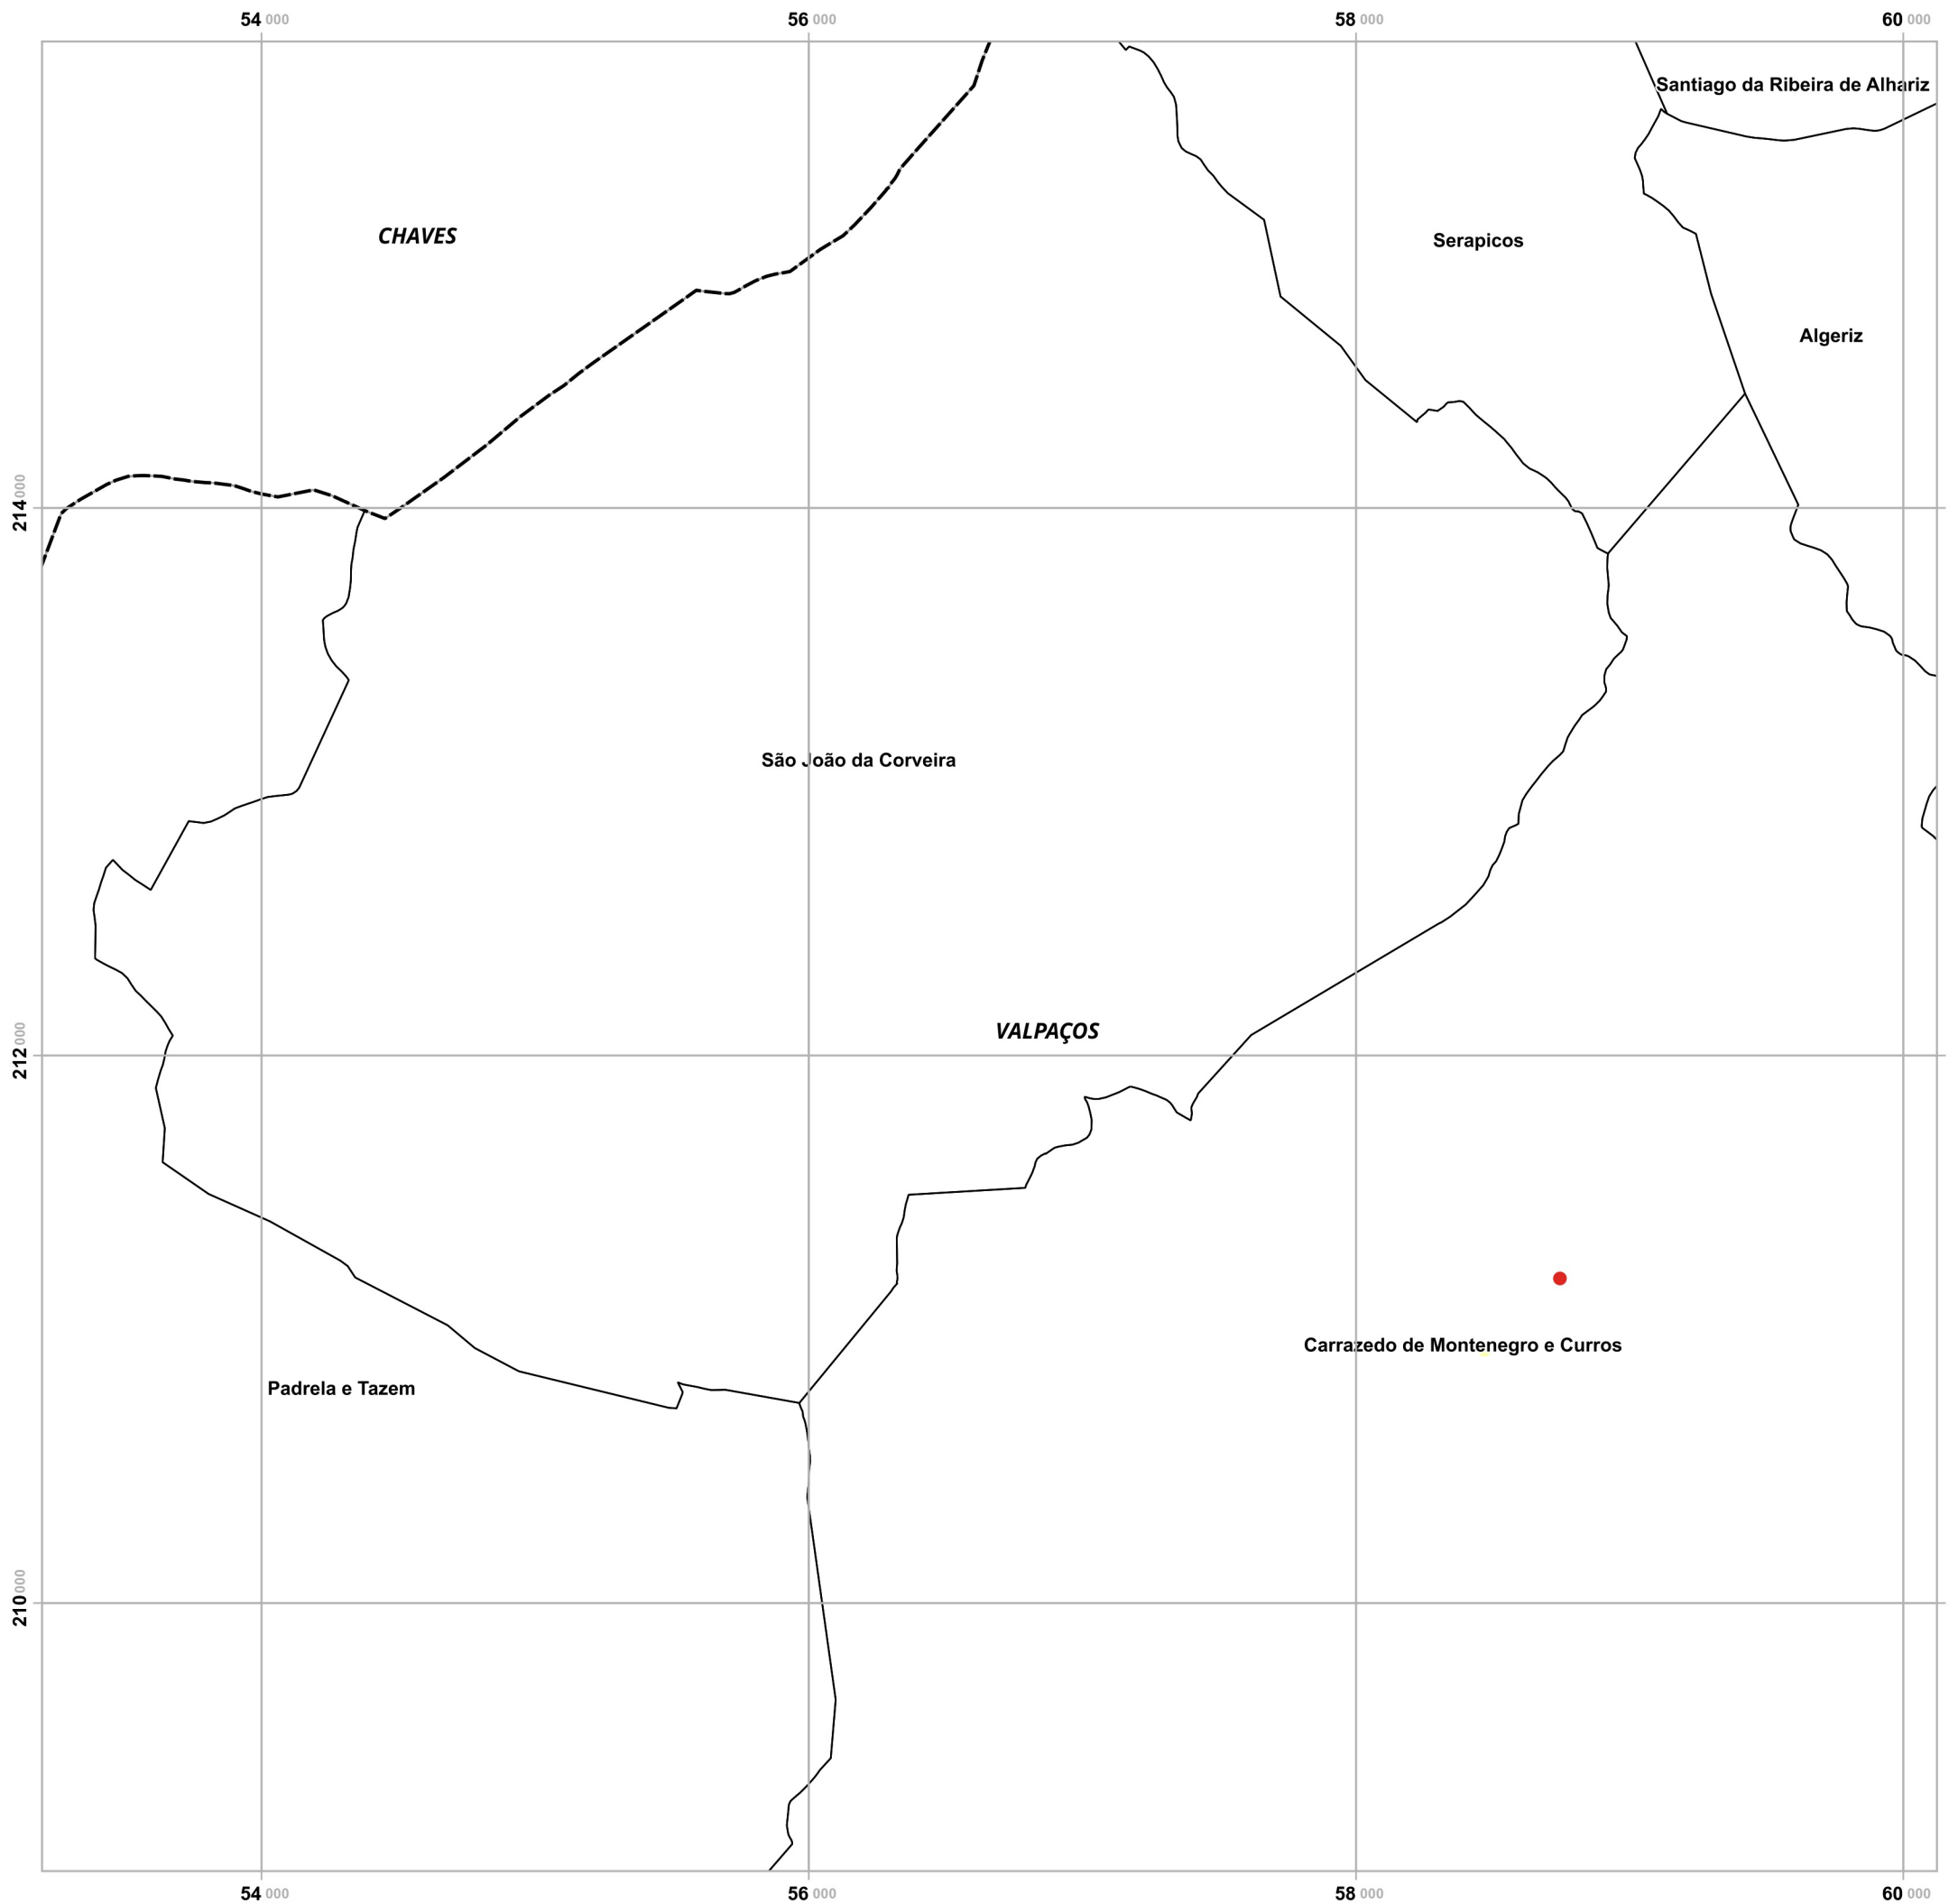 54 000 56 000 58 000 60 000
Santiago da Ribeira de Alhariz
CHAVES
Serapicos
Algeriz
214 000
São João da Corveira
VALPAÇOS
212 000
Carrazedo de Montenegro e Curros
Padrela e Tazem
210 000
54 000 56 000 58 000 60 000